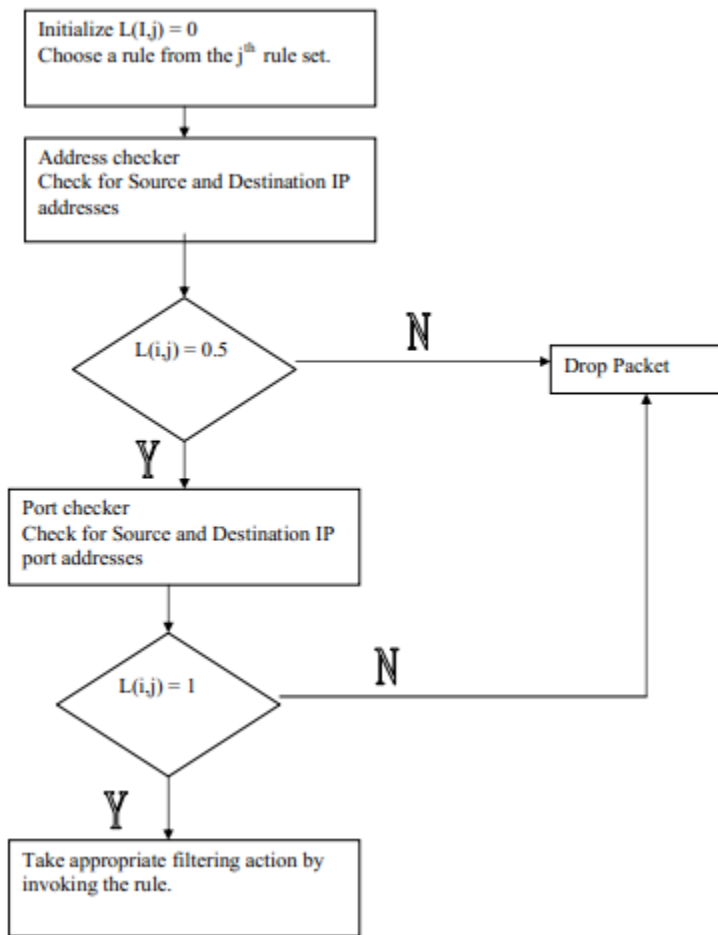 Initialize L(I,j) = 0
Choose a rule from the jth rule set.
Address checker
Check for Source and Destination IP
addresses
L(i,j) = 0.5
N
Drop Packet
Y
Port checker
Check for Source and Destination IP
port addresses
L(i,j) = 1
N
Y
Take appropriate filtering action by
invoking the rule.